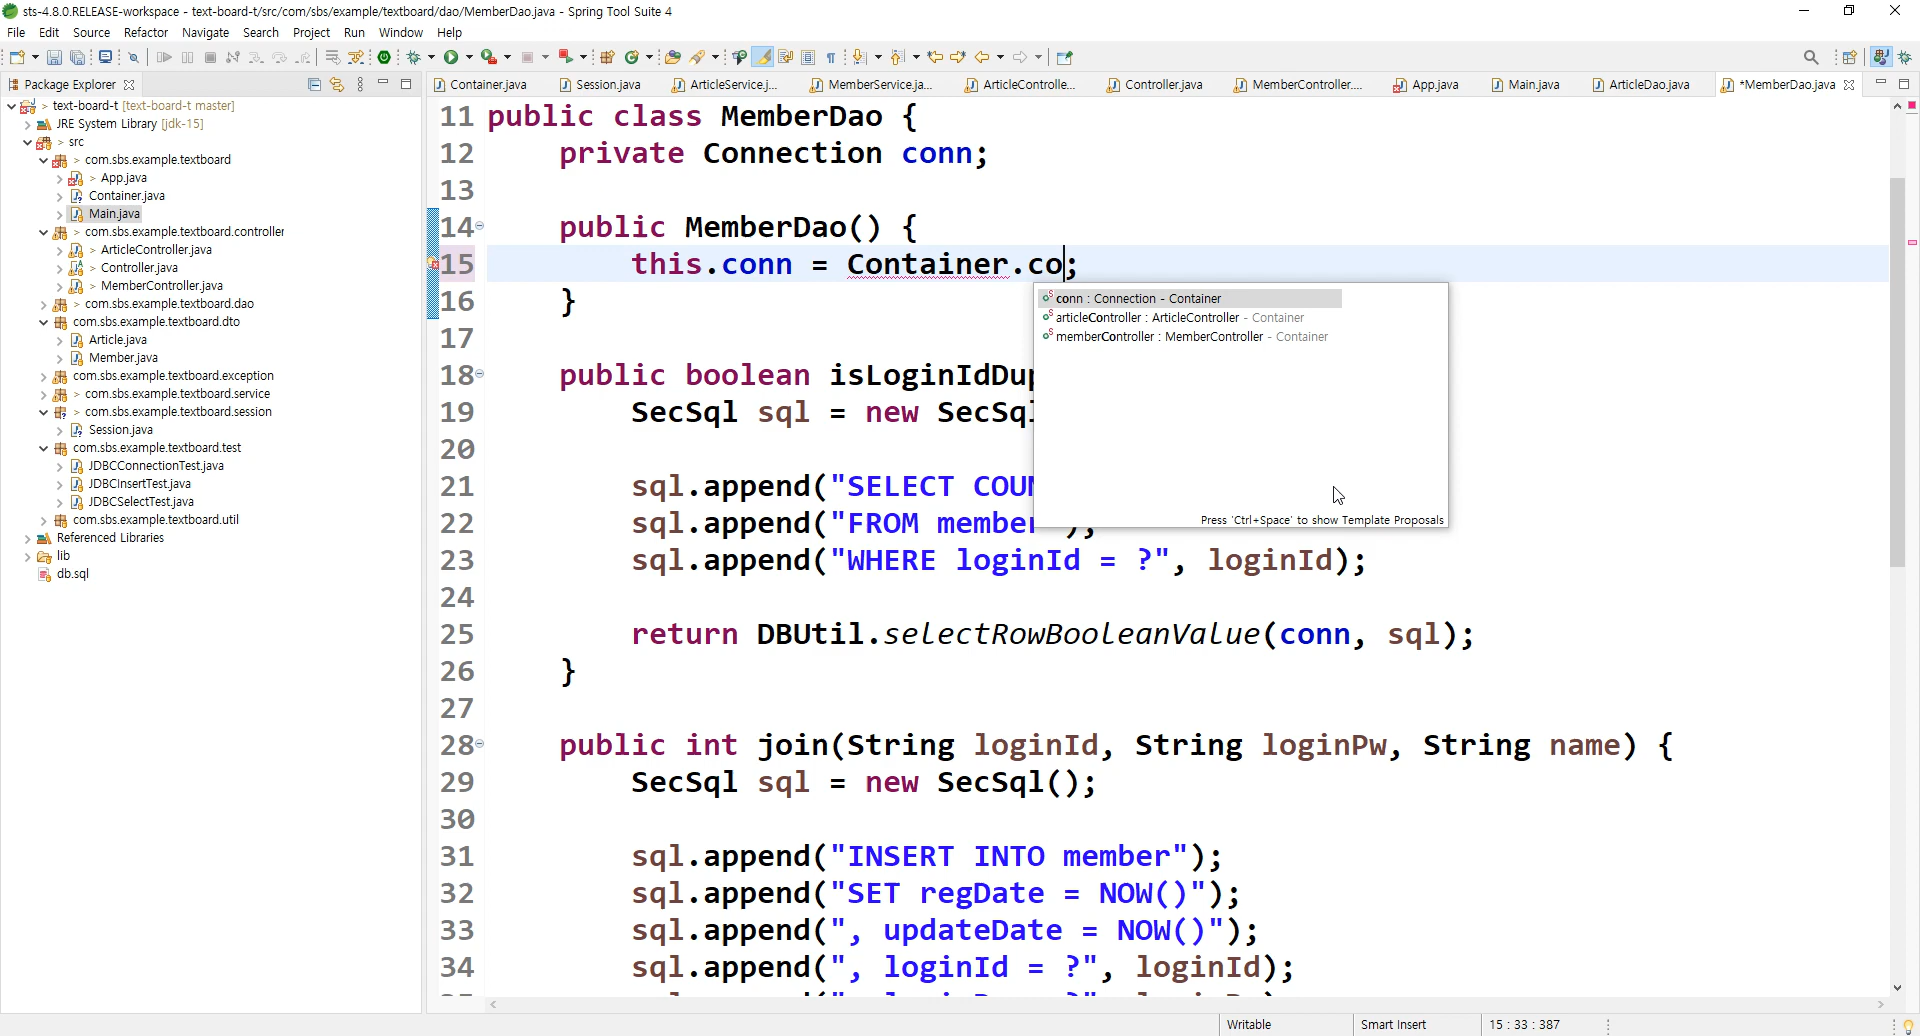 sts-4.8.0.RELEASE-workspace - text-board-t/src/com/sbs/example/textboard/dao/MemberDao.java - Spring Tool Suite 4
File Edit Source Refactor Navigate Search Project Run Window Help
Package Explorer
Container.java Session.java ArticleService.j... MemberService.ja... ArticleControlle... Controller.java MemberController.... App.java Main.java ArticleDao.java *MemberDao.java
> text-board-t [text-board-t master]
JRE System Library [jdk-15]
> src
> com.sbs.example.textboard
> App.java
Container.java
Main.java
> com.sbs.example.textboard.controller
> ArticleController.java
> Controller.java
> MemberController.java
> com.sbs.example.textboard.dao
com.sbs.example.textboard.dto
Article.java
Member.java
com.sbs.example.textboard.exception
> com.sbs.example.textboard.service
> com.sbs.example.textboard.session
Session.java
com.sbs.example.textboard.test
JDBCConnectionTest.java
JDBCInsertTest.java
JDBCSelectTest.java
com.sbs.example.textboard.util
Referenced Libraries
lib
db.sql
11 public class MemberDao {
12 private Connection conn;
13
14 public MemberDao() {
15 this.conn = Container.co;
16 }
17
18 public boolean isLoginIdDup
19 SecSql sql = new SecSql
20
21 sql.append("SELECT COUN
22 sql.append("FROM member");
23 sql.append("WHERE loginId = ?", loginId);
24
25 return DBUtil.selectRowBooleanValue(conn, sql);
26 }
27
28 public int join(String loginId, String loginPw, String name) {
29 SecSql sql = new SecSql();
30
31 sql.append("INSERT INTO member");
32 sql.append("SET regDate = NOW()");
33 sql.append(", updateDate = NOW()");
34 sql.append(", loginId = ?", loginId);
conn : Connection - Container
articleController : ArticleController - Container
memberController : MemberController - Container
Press 'Ctrl+Space' to show Template Proposals
Writable Smart Insert 15 : 33 : 387